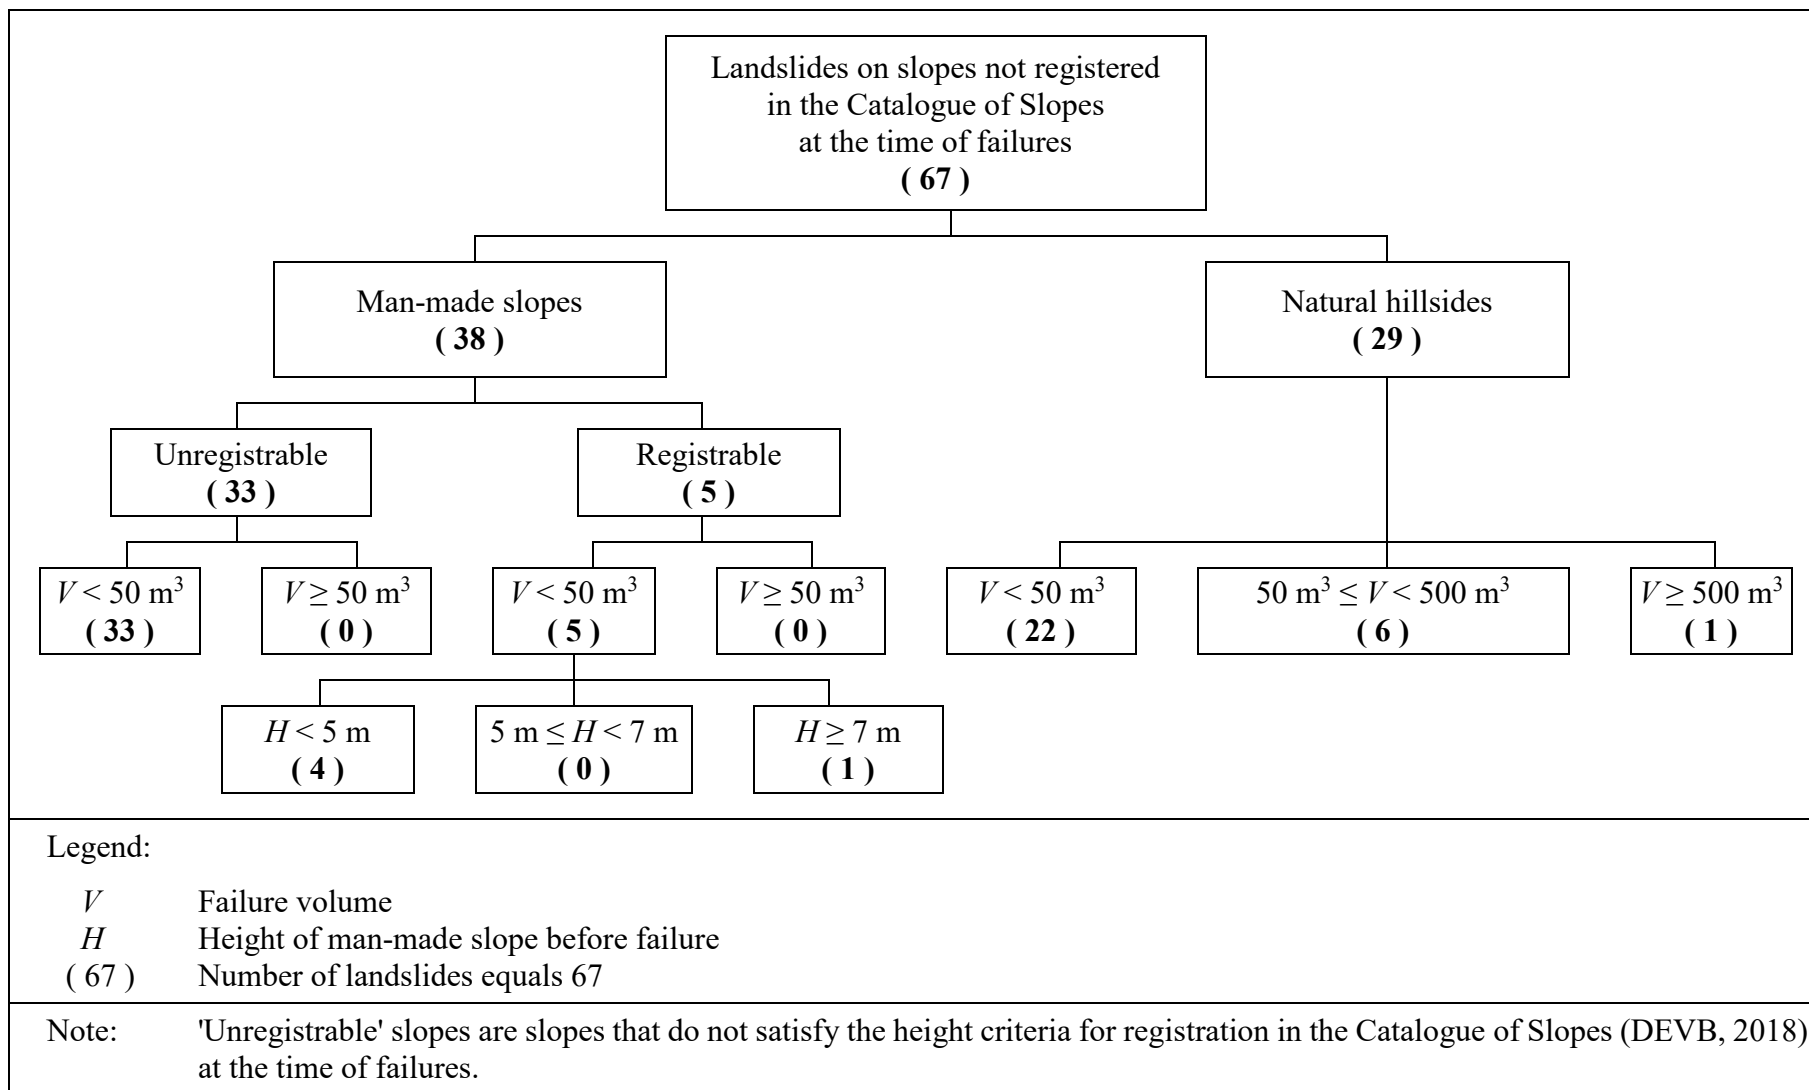 Landslides on slopes not registered
in the Catalogue of Slopes
at the time of failures
( 67 )
Man-made slopes
( 38 )
Natural hillsides
( 29 )
Unregistrable
( 33 )
Registrable
( 5 )
V < 50 m³
( 33 )
V ≥ 50 m³
( 0 )
V < 50 m³
( 5 )
V ≥ 50 m³
( 0 )
V < 50 m³
( 22 )
50 m³ ≤ V < 500 m³
( 6 )
V ≥ 500 m³
( 1 )
H < 5 m
( 4 )
5 m ≤ H < 7 m
( 0 )
H ≥ 7 m
( 1 )
Legend:
V Failure volume
H Height of man-made slope before failure
( 67 ) Number of landslides equals 67
Note: 'Unregistrable' slopes are slopes that do not satisfy the height criteria for registration in the Catalogue of Slopes (DEVB, 2018)
at the time of failures.